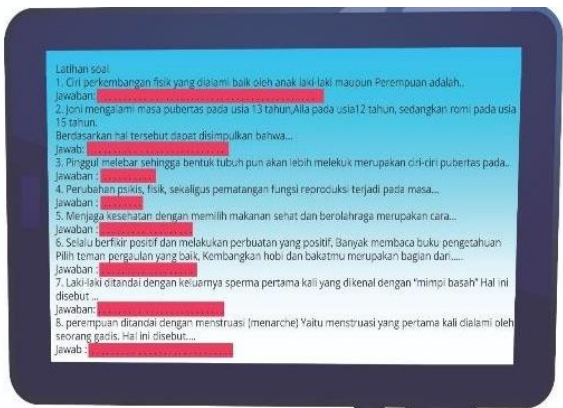 Latihan soal
1. Ciri perkembangan fisik yang dialami baik oleh anak laki-laki maupun Perempuan adalah..
Jawaban:
2. Joni mengalami masa pubertas pada usia 13 tahun,Alla pada usia12 tahun, sedangkan romi pada usia
15 tahun.
Berdasarkan hal tersebut dapat disimpulkan bahwa...
Jawab:
3. Pinggul melebar sehingga bentuk tubuh pun akan lebih melekuk merupakan ciri-ciri pubertas pada..
Jawaban :
4. Perubahan psikis, fisik, sekaligus pematangan fungsi reproduksi terjadi pada masa...
Jawaban :
5. Menjaga kesehatan dengan memilih makanan sehat dan berolahraga merupakan cara...
Jawaban :
6. Selalu berfikir positif dan melakukan perbuatan yang positif, Banyak membaca buku pengetahuan
Pilih teman pergaulan yang baik, Kembangkan hobi dan bakatmu merupakan bagian dari.....
Jawaban :
7. Laki-laki ditandai dengan keluarnya sperma pertama kali yang dikenal dengan "mimpi basah" Hal ini
disebut ...
Jawaban:
8. perempuan ditandai dengan menstruasi (menarche) Yaitu menstruasi yang pertama kali dialami oleh
seorang gadis. Hal ini disebut....
Jawab :